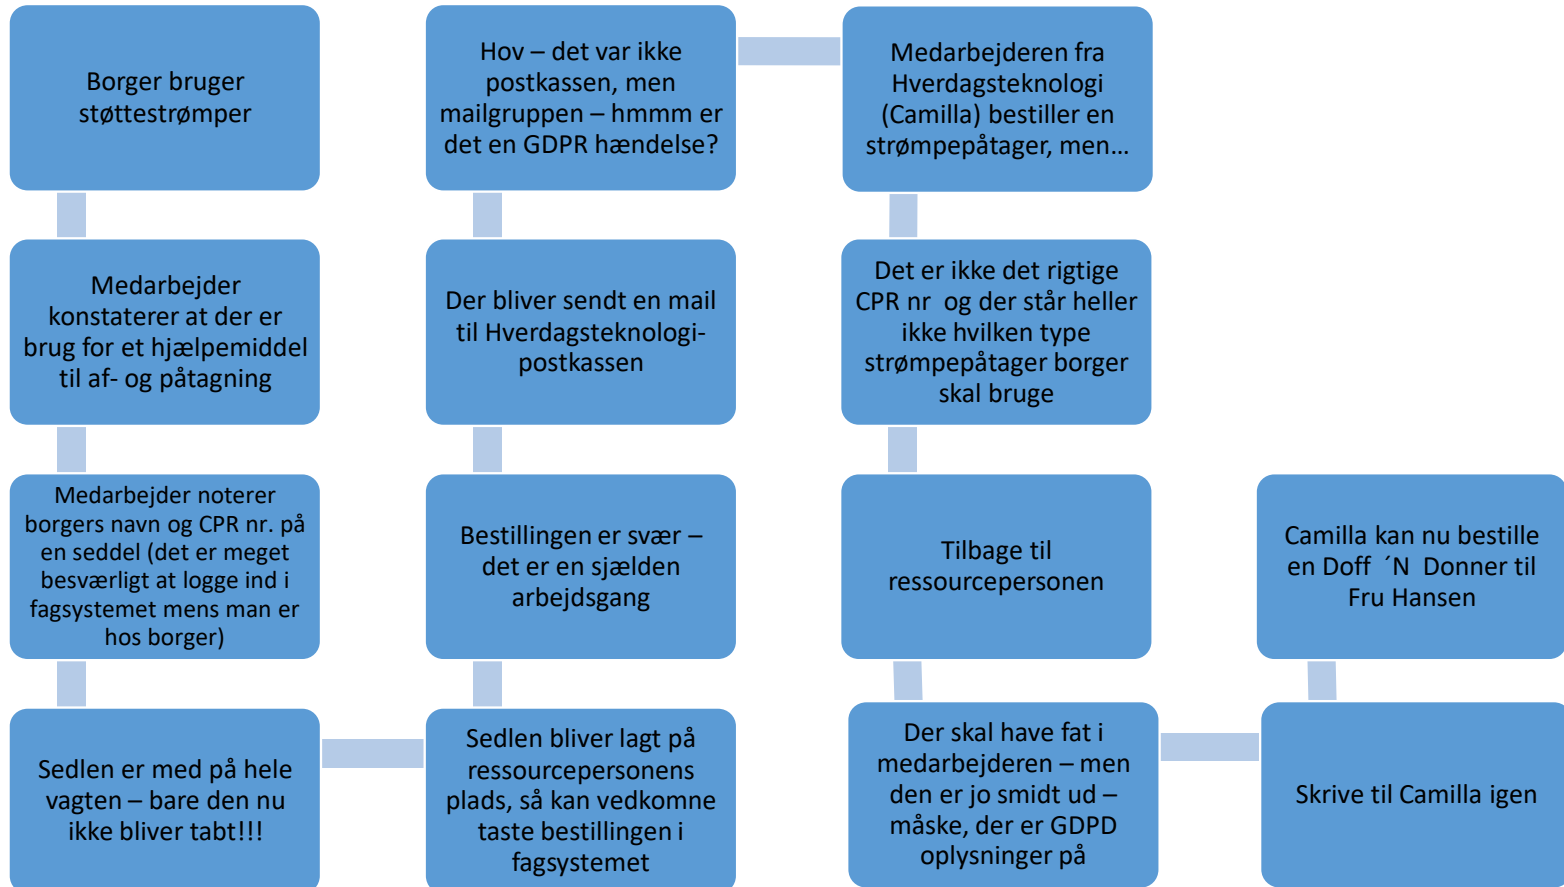 Borger bruger
støttestrømper
Medarbejder
konstaterer at der er
brug for et hjælpemiddel
til af- og påtagning
Medarbejder noterer
borgers navn og CPR nr. på
en seddel (det er meget
besværligt at logge ind i
fagsystemet mens man er
hos borger)
Sedlen er med på hele
vagten – bare den nu
ikke bliver tabt!!!
Sedlen bliver lagt på
ressourcepersonens
plads, så kan vedkomne
taste bestillingen i
fagsystemet
Bestillingen er svær –
det er en sjælden
arbejdsgang
Der bliver sendt en mail
til Hverdagsteknologi-
postkassen
Hov – det var ikke
postkassen, men
mailgruppen – hmmm er
det en GDPR hændelse?
Medarbejderen fra
Hverdagsteknologi
(Camilla) bestiller en
strømpepåtager, men…
Det er ikke det rigtige
CPR nr  og der står heller
ikke hvilken type
strømpepåtager borger
skal bruge
Tilbage til
ressourcepersonen
Der skal have fat i
medarbejderen – men
den er jo smidt ud –
måske, der er GDPD
oplysninger på
Skrive til Camilla igen
Camilla kan nu bestille
en Doff ´N Donner til
Fru Hansen